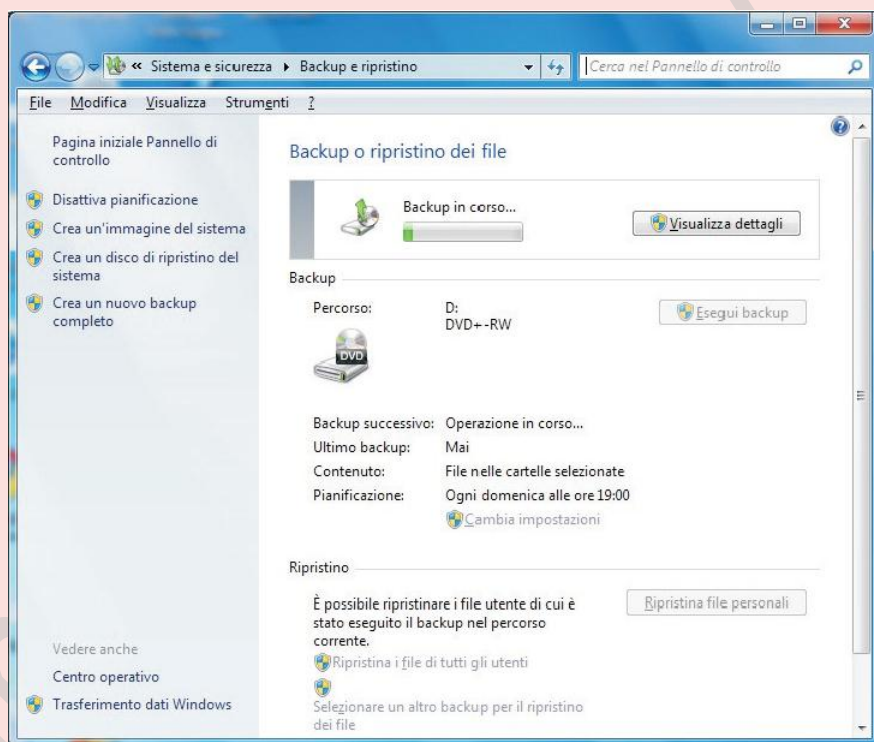 « Sistema e sicurezza ▸ Backup e ripristino
Cerca nel Pannello di controllo
File Modifica Visualizza Strumenti ?
Pagina iniziale Pannello di
controllo
Disattiva pianificazione
Crea un'immagine del sistema
Crea un disco di ripristino del
sistema
Crea un nuovo backup
completo
Vedere anche
Centro operativo
Trasferimento dati Windows
Backup o ripristino dei file
Backup in corso...
Visualizza dettagli
Backup
Percorso: D:
DVD+-RW
Esegui backup
DVD
Backup successivo: Operazione in corso...
Ultimo backup: Mai
Contenuto: File nelle cartelle selezionate
Pianificazione: Ogni domenica alle ore 19:00
Cambia impostazioni
Ripristino
È possibile ripristinare i file utente di cui è
stato eseguito il backup nel percorso
corrente.
Ripristina file personali
Ripristina i file di tutti gli utenti
Selezionare un altro backup per il ripristino
dei file